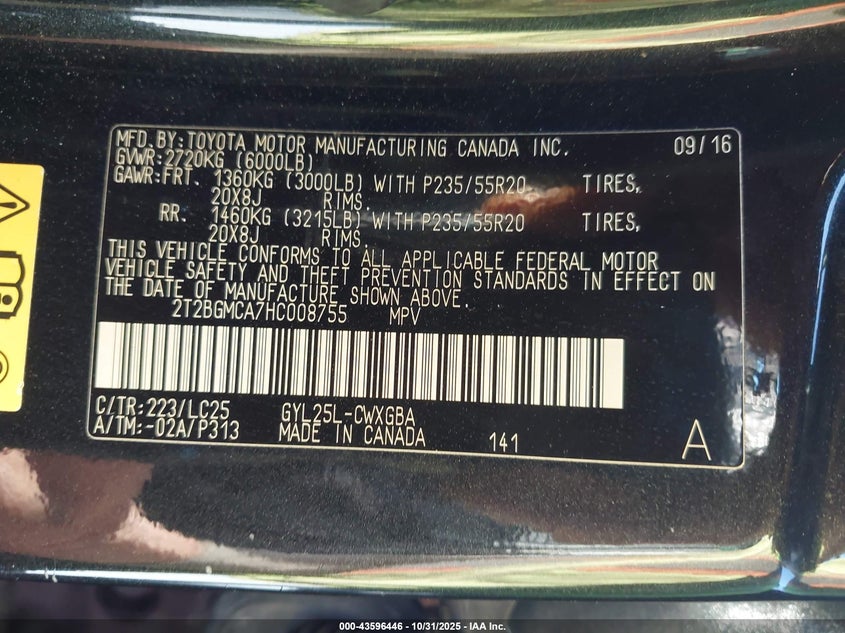 MFD.BY:TOYOTA MOTOR MANUFACTURING CANADA INC. 09/16
GVWR:2720KG (6000LB)
GAWR:FRT. 1360KG (3000LB) WITH P235/55R20 TIRES,
20X8J RIMS.
RR. 1460KG (3215LB) WITH P235/55R20 TIRES,
20X8J RIMS.
THIS VEHICLE CONFORMS TO ALL APPLICABLE FEDERAL MOTOR
VEHICLE SAFETY AND THEFT PREVENTION STANDARDS IN EFFECT ON
THE DATE OF MANUFACTURE SHOWN ABOVE.
2T2BGMCA7HC008755 MPV
C/TR:223/LC25 GYL25L-CWXGBA
A/TM:-02A/P313 MADE IN CANADA 141 A
000-43596446 - 10/31/2025 - IAA Inc.